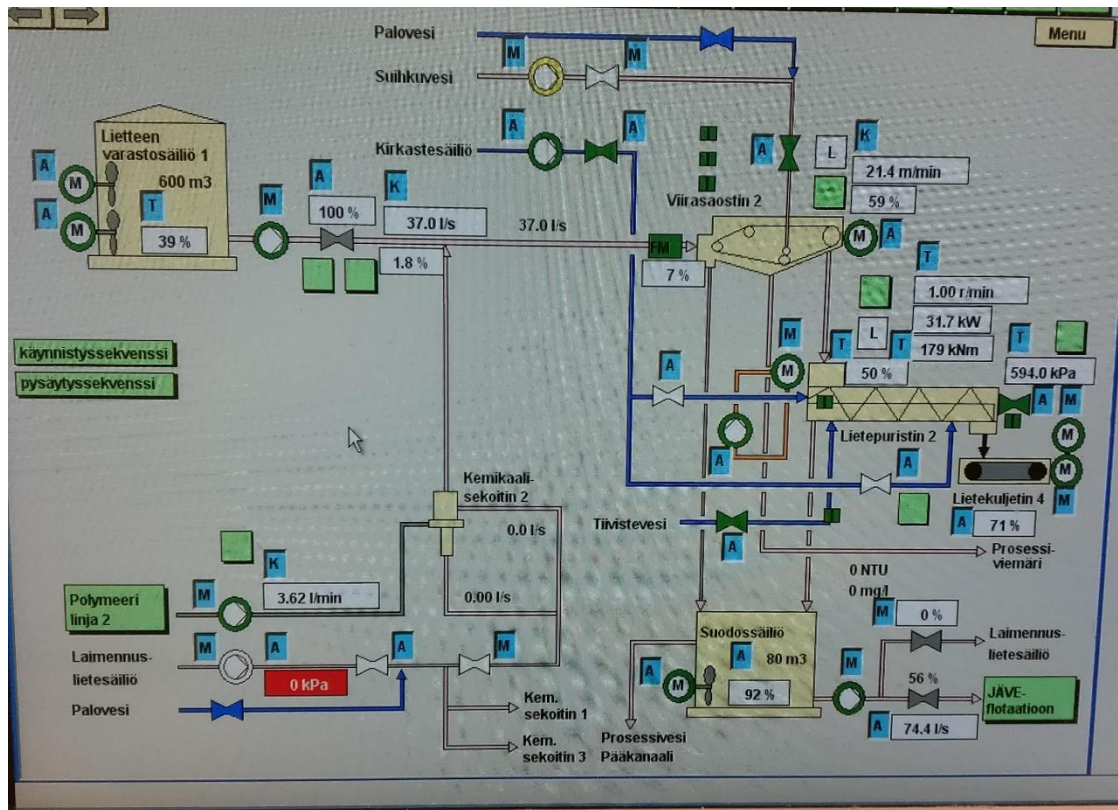 Menu
Palovesi
M
M
Suihkuvesi
A
A
Kirkastesäiliö
A
L
K
21.4 m/min
59 %
Viirasaostin 2
M
A
Lietteen
varastosäiliö 1
600 m3
A
M
A
M
T
39 %
M
A
100 %
K
37.0 l/s
37.0 l/s
1.8 %
FM
7 %
T
1.00 r/min
31.7 kW
179 kNm
L
T
T
50 %
T
594.0 kPa
M
M
A
A
M
M
M
M
A
Lietepuristin 2
A
Lietekuljetin 4
A
71 %
käynnistyssekvenssi
pysäytyssekvenssi
Kemikaali-
sekoitin 2
0.0 l/s
0.00 l/s
Tiivistevesi
A
Prosessi-
viemäri
0 NTU
0 mg/l
K
3.62 l/min
Polymeeri
linja 2
M
Laimennus-
lietesäiliö
M
A
0 kPa
A
M
Palovesi
Kem.
sekoitin 1
Kem.
sekoitin 3
Suodossäiliö
A
80 m3
92 %
A
M
Prosessivesi
Pääkanaali
M
M
0 %
Laimennus-
lietesäiliö
56 %
A
74.4 l/s
JÄVE-
flotaatioon